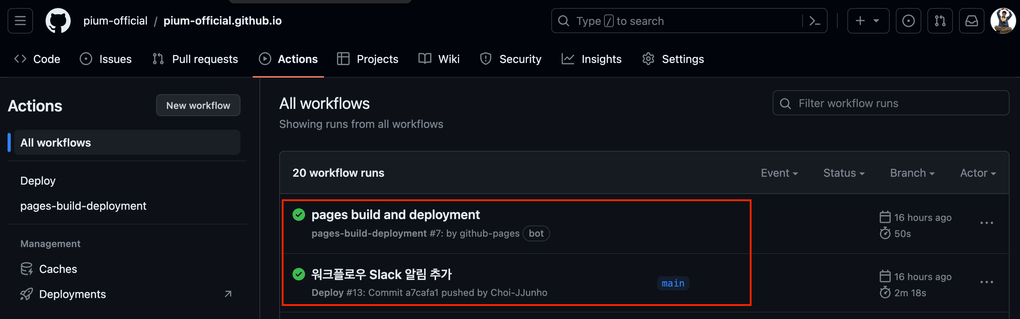 pium-official / pium-official.github.io
Type / to search
Code Issues Pull requests Actions Projects Wiki Security Insights Settings
Actions
New workflow
All workflows
Deploy
pages-build-deployment
Management
Caches
Deployments
All workflows
Showing runs from all workflows
Filter workflow runs
20 workflow runs
Event Status Branch Actor
pages build and deployment
pages-build-deployment #7: by github-pages bot
16 hours ago
50s
워크플로우 Slack 알림 추가
Deploy #13: Commit a7cafa1 pushed by Choi-JJunho
main
16 hours ago
2m 18s